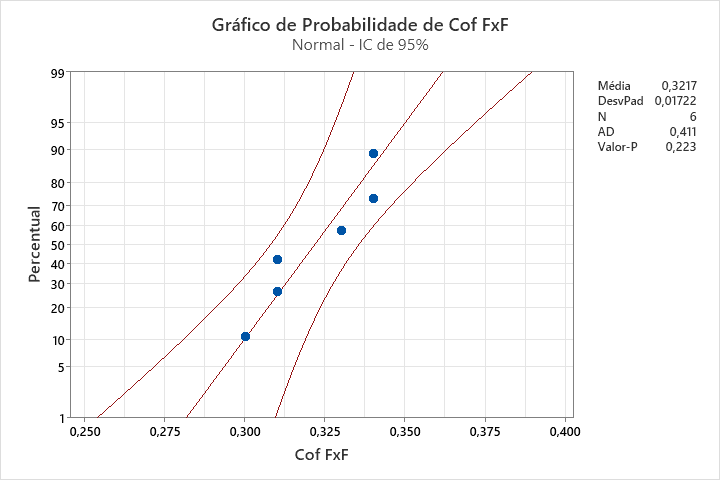 Gráfico de Probabilidade de Cof FxF
Normal - IC de 95%
Média 0,3217
DesvPad 0,01722
N 6
AD 0,411
Valor-P 0,223
Percentual
99
95
90
80
70
60
50
40
30
20
10
5
1
0,250 0,275 0,300 0,325 0,350 0,375 0,400
Cof FxF